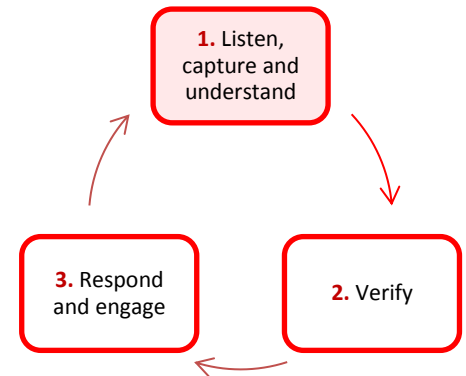 1. Listen,
capture and
understand
2. Verify
3. Respond
and engage